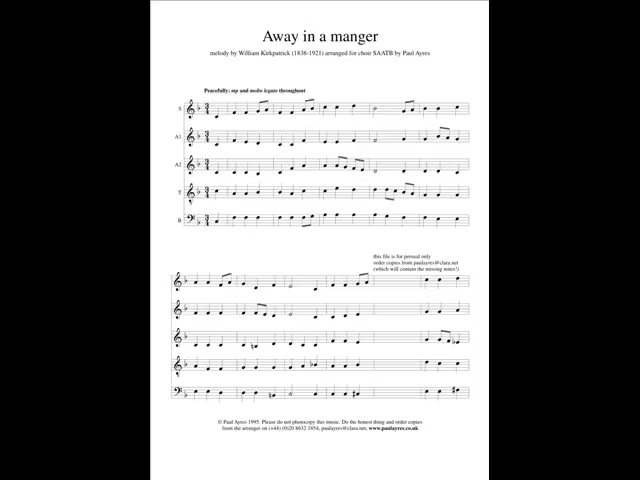 Away in a manger
melody by William Kirkpatrick (1838-1921) arranged for choir SAATB by Paul Ayres
Peacefully; mp and molto legato throughout
S
A1
A2
T
B
this file is for perusal only
order copies from paulayres@clara.net
(which will contain the missing notes!)
© Paul Ayres 1995. Please do not photocopy this music. Do the honest thing and order copies
from the arranger on (+44) (0)20 8632 1854, paulayres@clara.net, www.paulayres.co.uk